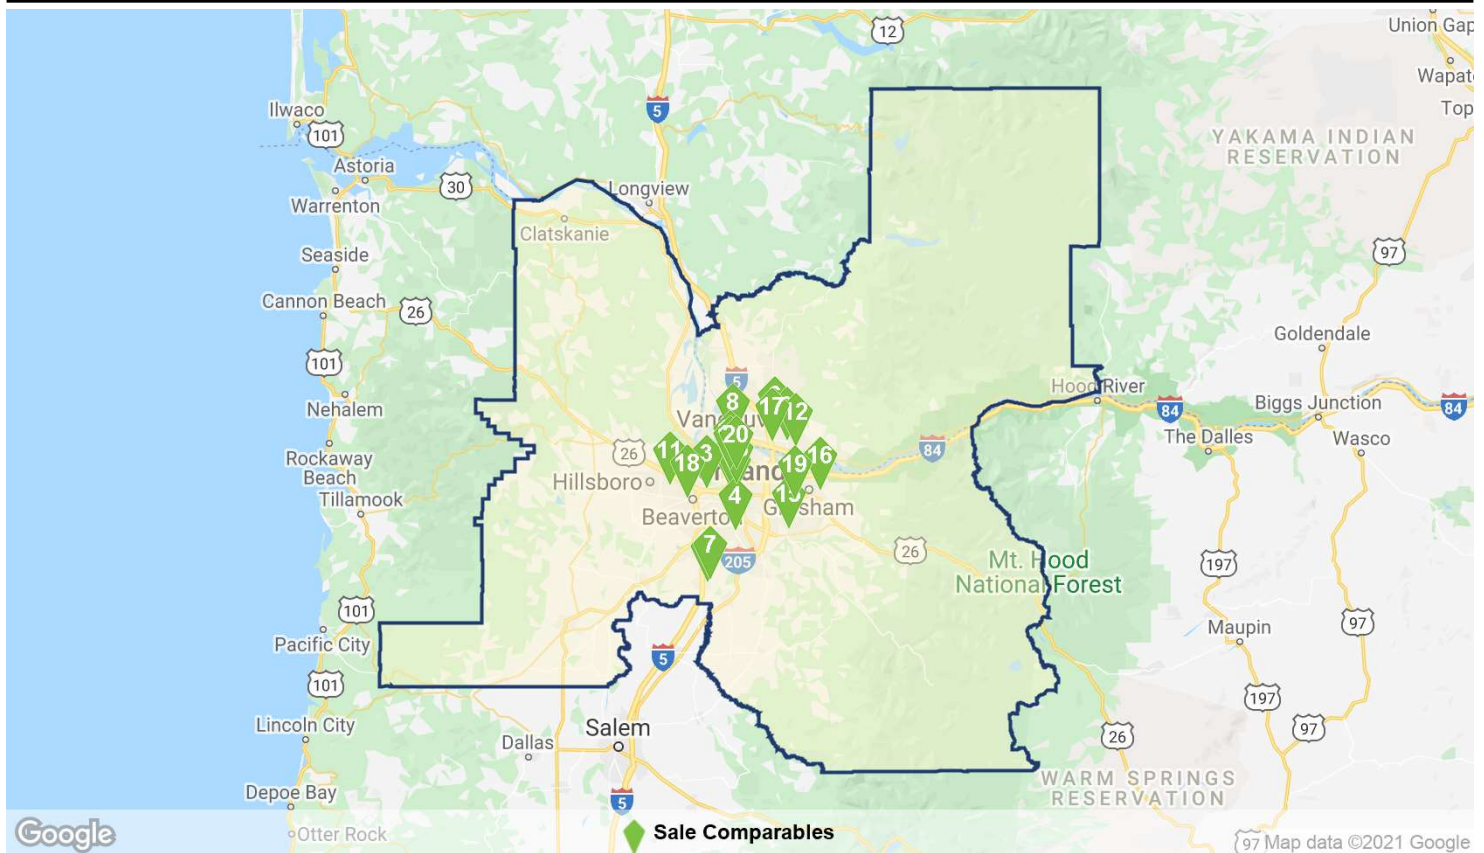 12
Union Gap
Wapat
Top
5
Ilwaco
101
YAKAMA INDIAN
RESERVATION
Astoria
30
Longview
Warrenton
Clatskanie
Seaside
97
Cannon Beach
26
Goldendale
101
5
Hood River
Nehalem
8
17
12
84
Biggs Junction
84
Vancouv
20
The Dalles
Wasco
Rockaway
Beach
26
11
18
3
19
16
84
Hillsboro
Tillamook
4
Gresham
Beaverton
7
205
26
Mt. Hood
National Forest
197
101
97
Pacific City
Maupin
5
101
197
Lincoln City
Salem
97
Dallas
26
Depoe Bay
5
WARM SPRINGS
RESERVATION
Google
Otter Rock
Sale Comparables
97
Map data ©2021 Google